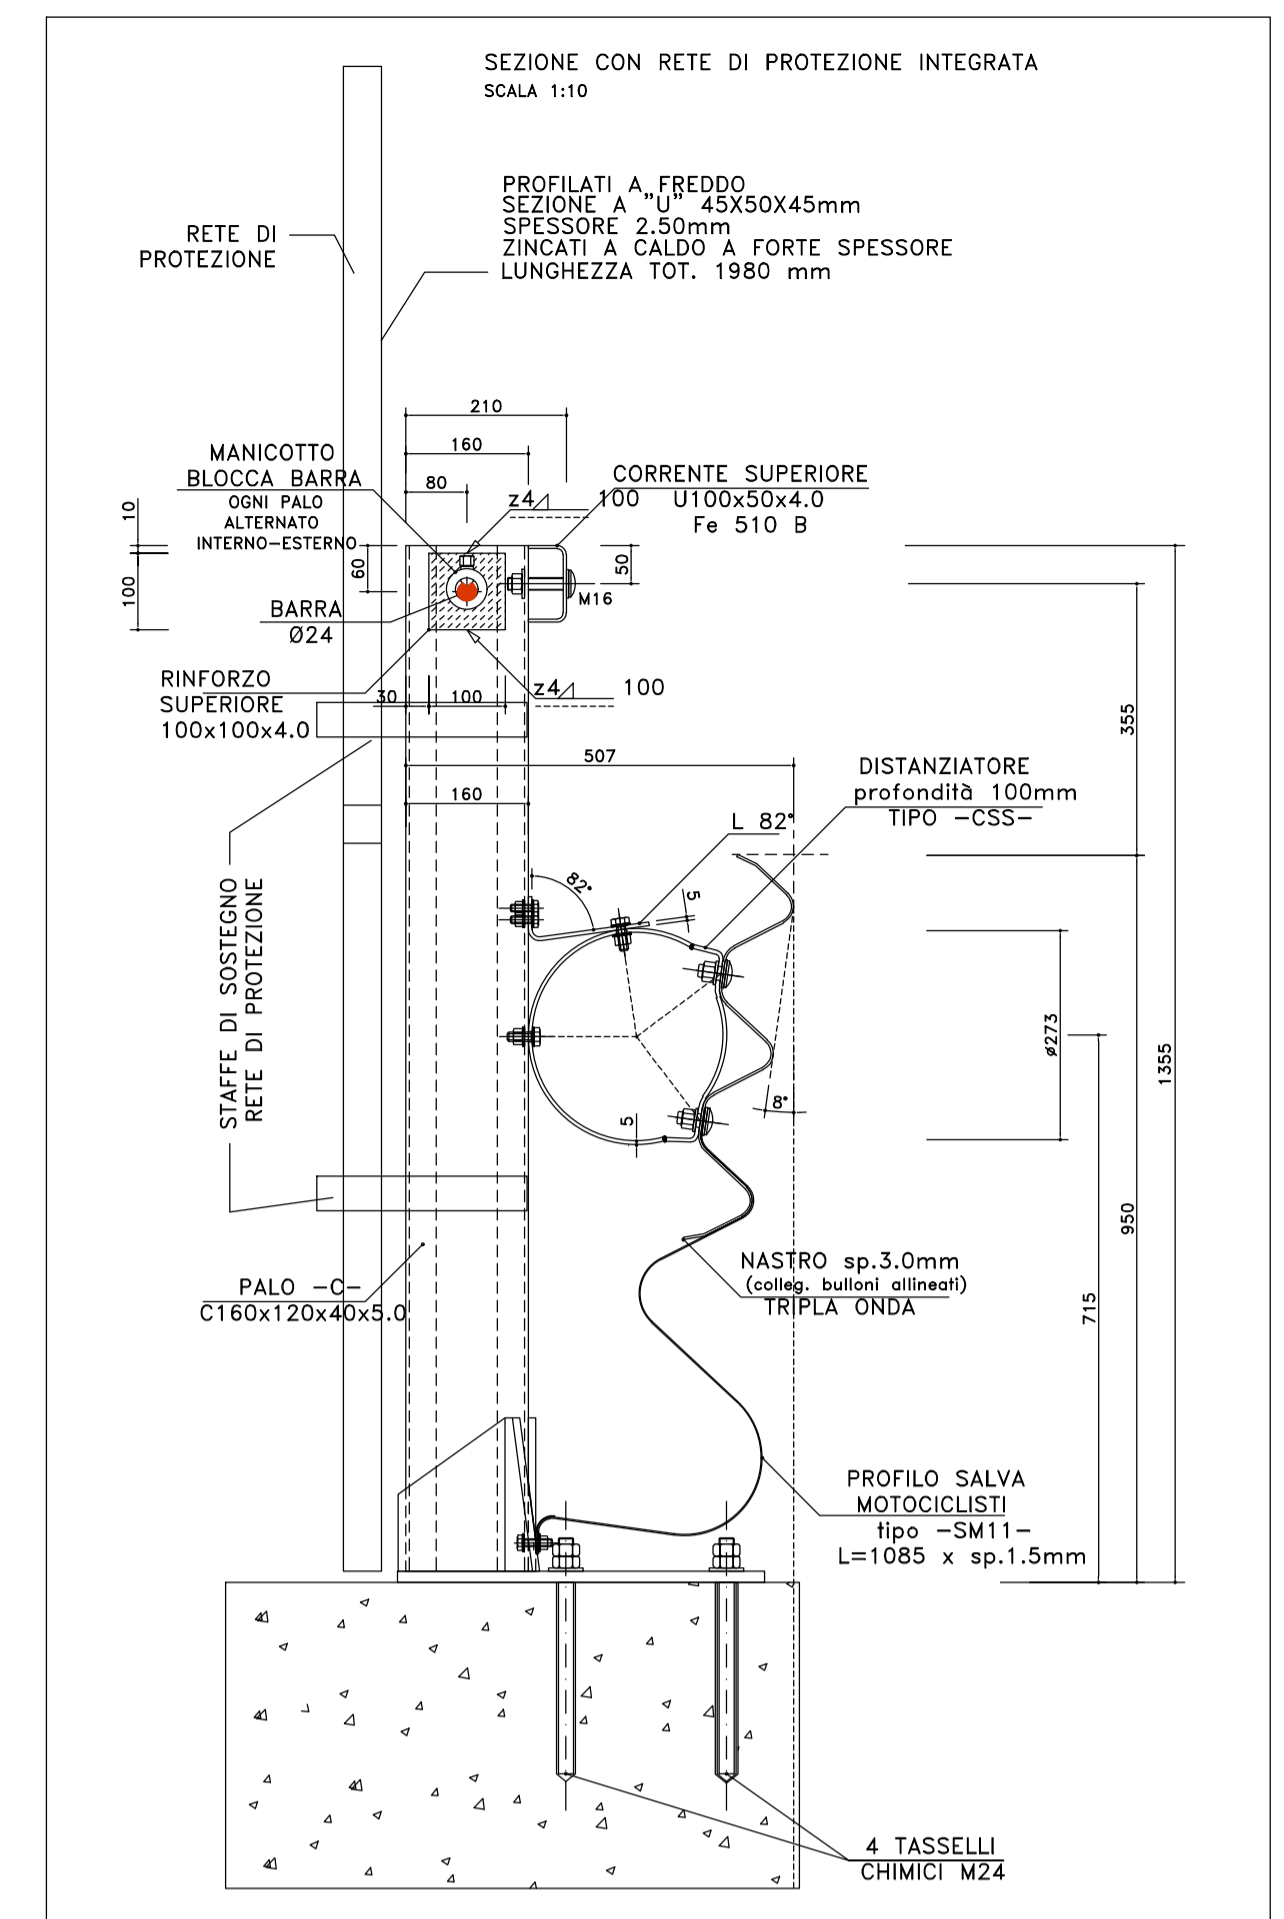 SEZIONE CON RETE DI PROTEZIONE INTEGRATA
SCALA 1:10
PROFILATI A FREDDO
SEZIONE A "U" 45X50X45mm
SPESSORE 2.50mm
ZINCATI A CALDO A FORTE SPESSORE
LUNGHEZZA TOT. 1980 mm
RETE DI
PROTEZIONE
210
160
80
MANICOTTO
BLOCCA BARRA
OGNI PALO
ALTERNATO
INTERNO-ESTERNO
z4 100
CORRENTE SUPERIORE
U100x50x4.0
Fe 510 B
10
100
60
50
M16
BARRA
Ø24
RINFORZO
SUPERIORE
100x100x4.0
30
100
z4 100
355
507
160
DISTANZIATORE
profondità 100mm
TIPO -CSS-
L 82°
82°
5
STAFFE DI SOSTEGNO
RETE DI PROTEZIONE
ø273
1355
5
8°
950
715
NASTRO sp.3.0mm
(colleg. bulloni allineati)
TRIPLA ONDA
PALO -C-
C160x120x40x5.0
PROFILO SALVA
MOTOCICLISTI
tipo -SM11-
L=1085 x sp.1.5mm
4 TASSELLI
CHIMICI M24